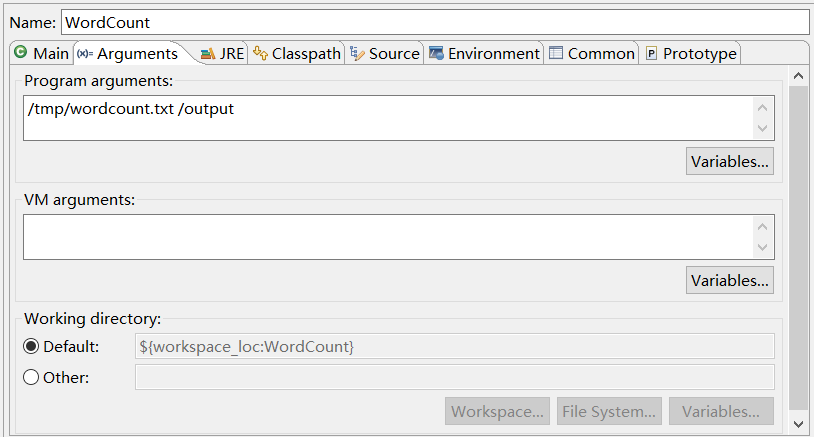 Name: WordCount
Main (x)= Arguments JRE Classpath Source Environment Common Prototype
Program arguments:
/tmp/wordcount.txt /output
Variables...
VM arguments:
Variables...
Working directory:
Default: ${workspace_loc:WordCount}
Other:
Workspace... File System... Variables...